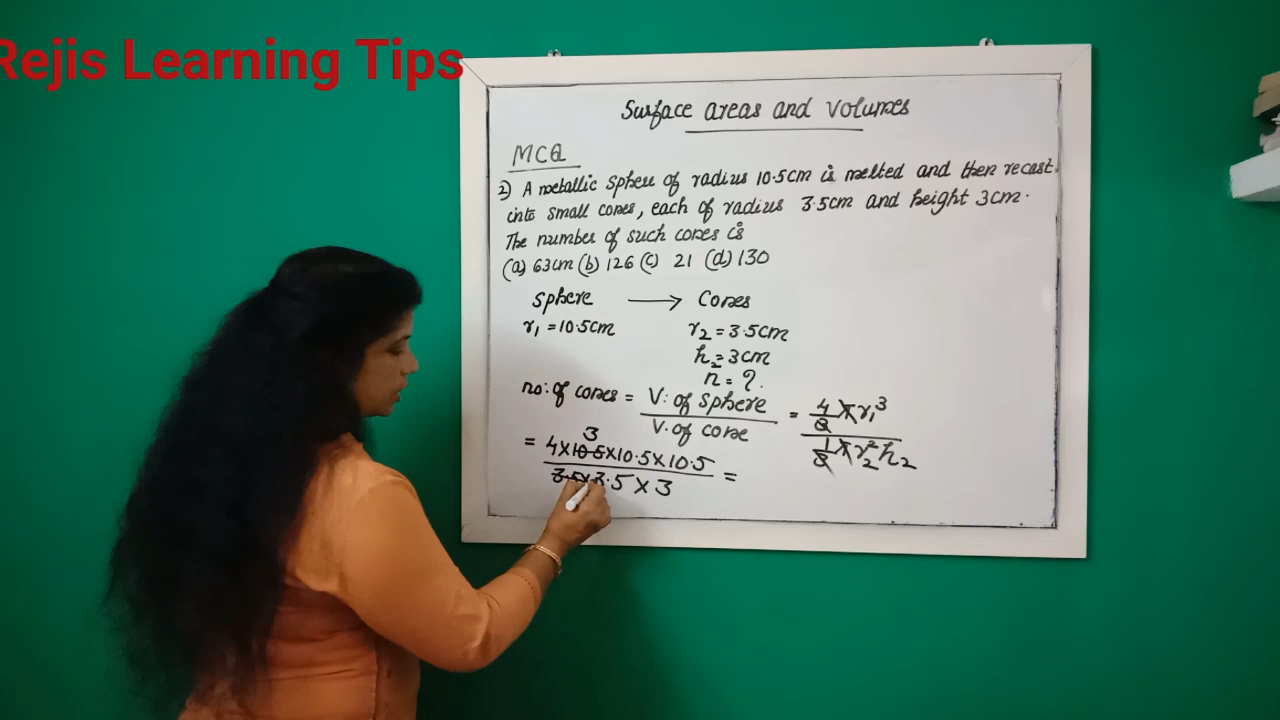 Rejis Learning Tips
Surface areas and volumes
MCQ
2) A metallic sphere of radius 10.5cm is melted and then recast
into small cones, each of radius 3.5cm and height 3cm.
The number of such cones is
(a) 63cm (b) 126 (c) 21 (d) 130
Sphere → Cones
r₁ = 10.5cm r₂ = 3.5cm
h₂ = 3cm
n = ?
no: of cones = V. of sphere / V. of cone = 4/3 π r₁³ / 1/3 π r₂² h₂
3
= 4×10.5×10.5×10.5 / 3.5×3.5×3 =